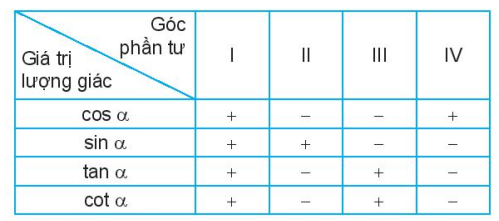 Góc
phần tư
Giá trị
lượng giác
I II III IV
cos α + − − +
sin α + + − −
tan α + − + −
cot α + − + −